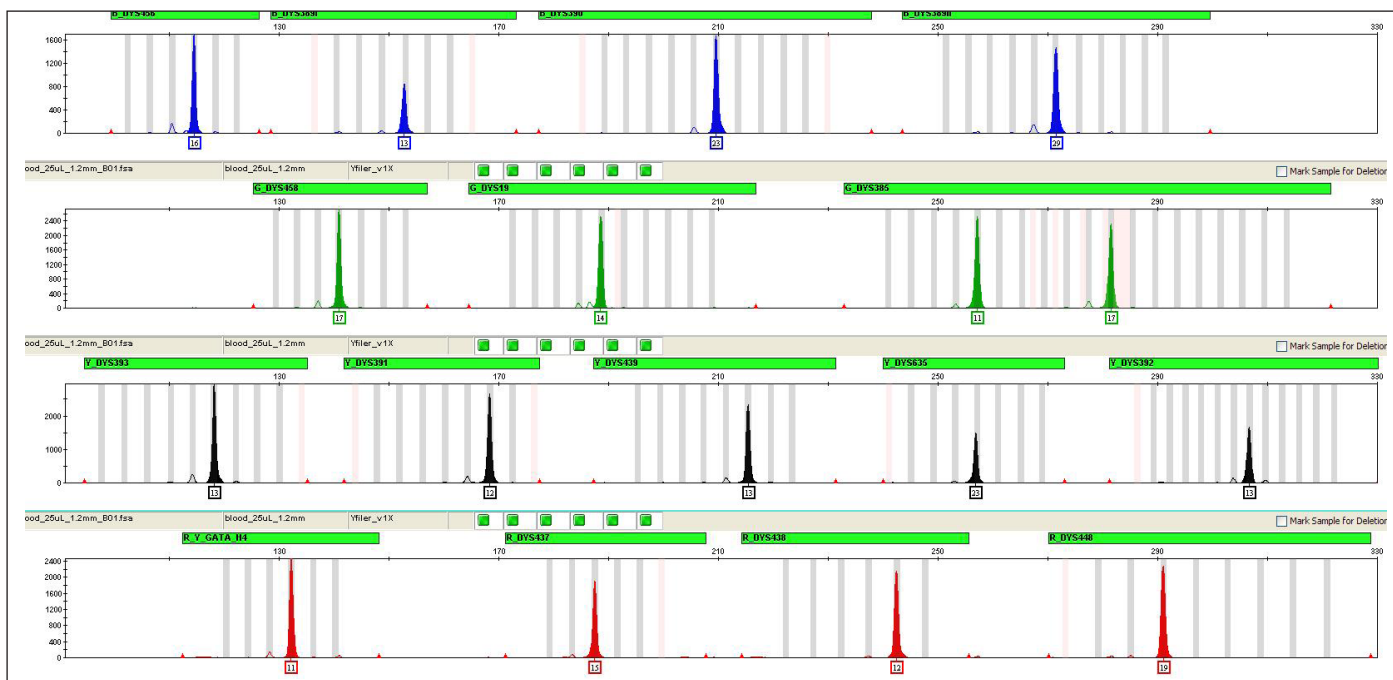 B_DYS456 B_DYS389I B_DYS390 B_DYS389II
130 170 210 250 290 330
1600
1200
800
400
0
16 13 23 29
ood_25uL_1.2mm_B01.fsa blood_25uL_1.2mm Yfiler_v1X Mark Sample for Deletion
G_DYS458 G_DYS19 G_DYS385
130 170 210 250 290 330
2400
2000
1600
1200
800
400
0
17 14 11 17
ood_25uL_1.2mm_B01.fsa blood_25uL_1.2mm Yfiler_v1X Mark Sample for Deletion
Y_DYS393 Y_DYS391 Y_DYS439 Y_DYS635 Y_DYS392
130 170 210 250 290 330
2000
1000
0
13 12 13 23 13
ood_25uL_1.2mm_B01.fsa blood_25uL_1.2mm Yfiler_v1X Mark Sample for Deletion
R_Y_GATA_H4 R_DYS437 R_DYS438 R_DYS448
130 170 210 250 290 330
2400
2000
1600
1200
800
400
0
11 15 12 19